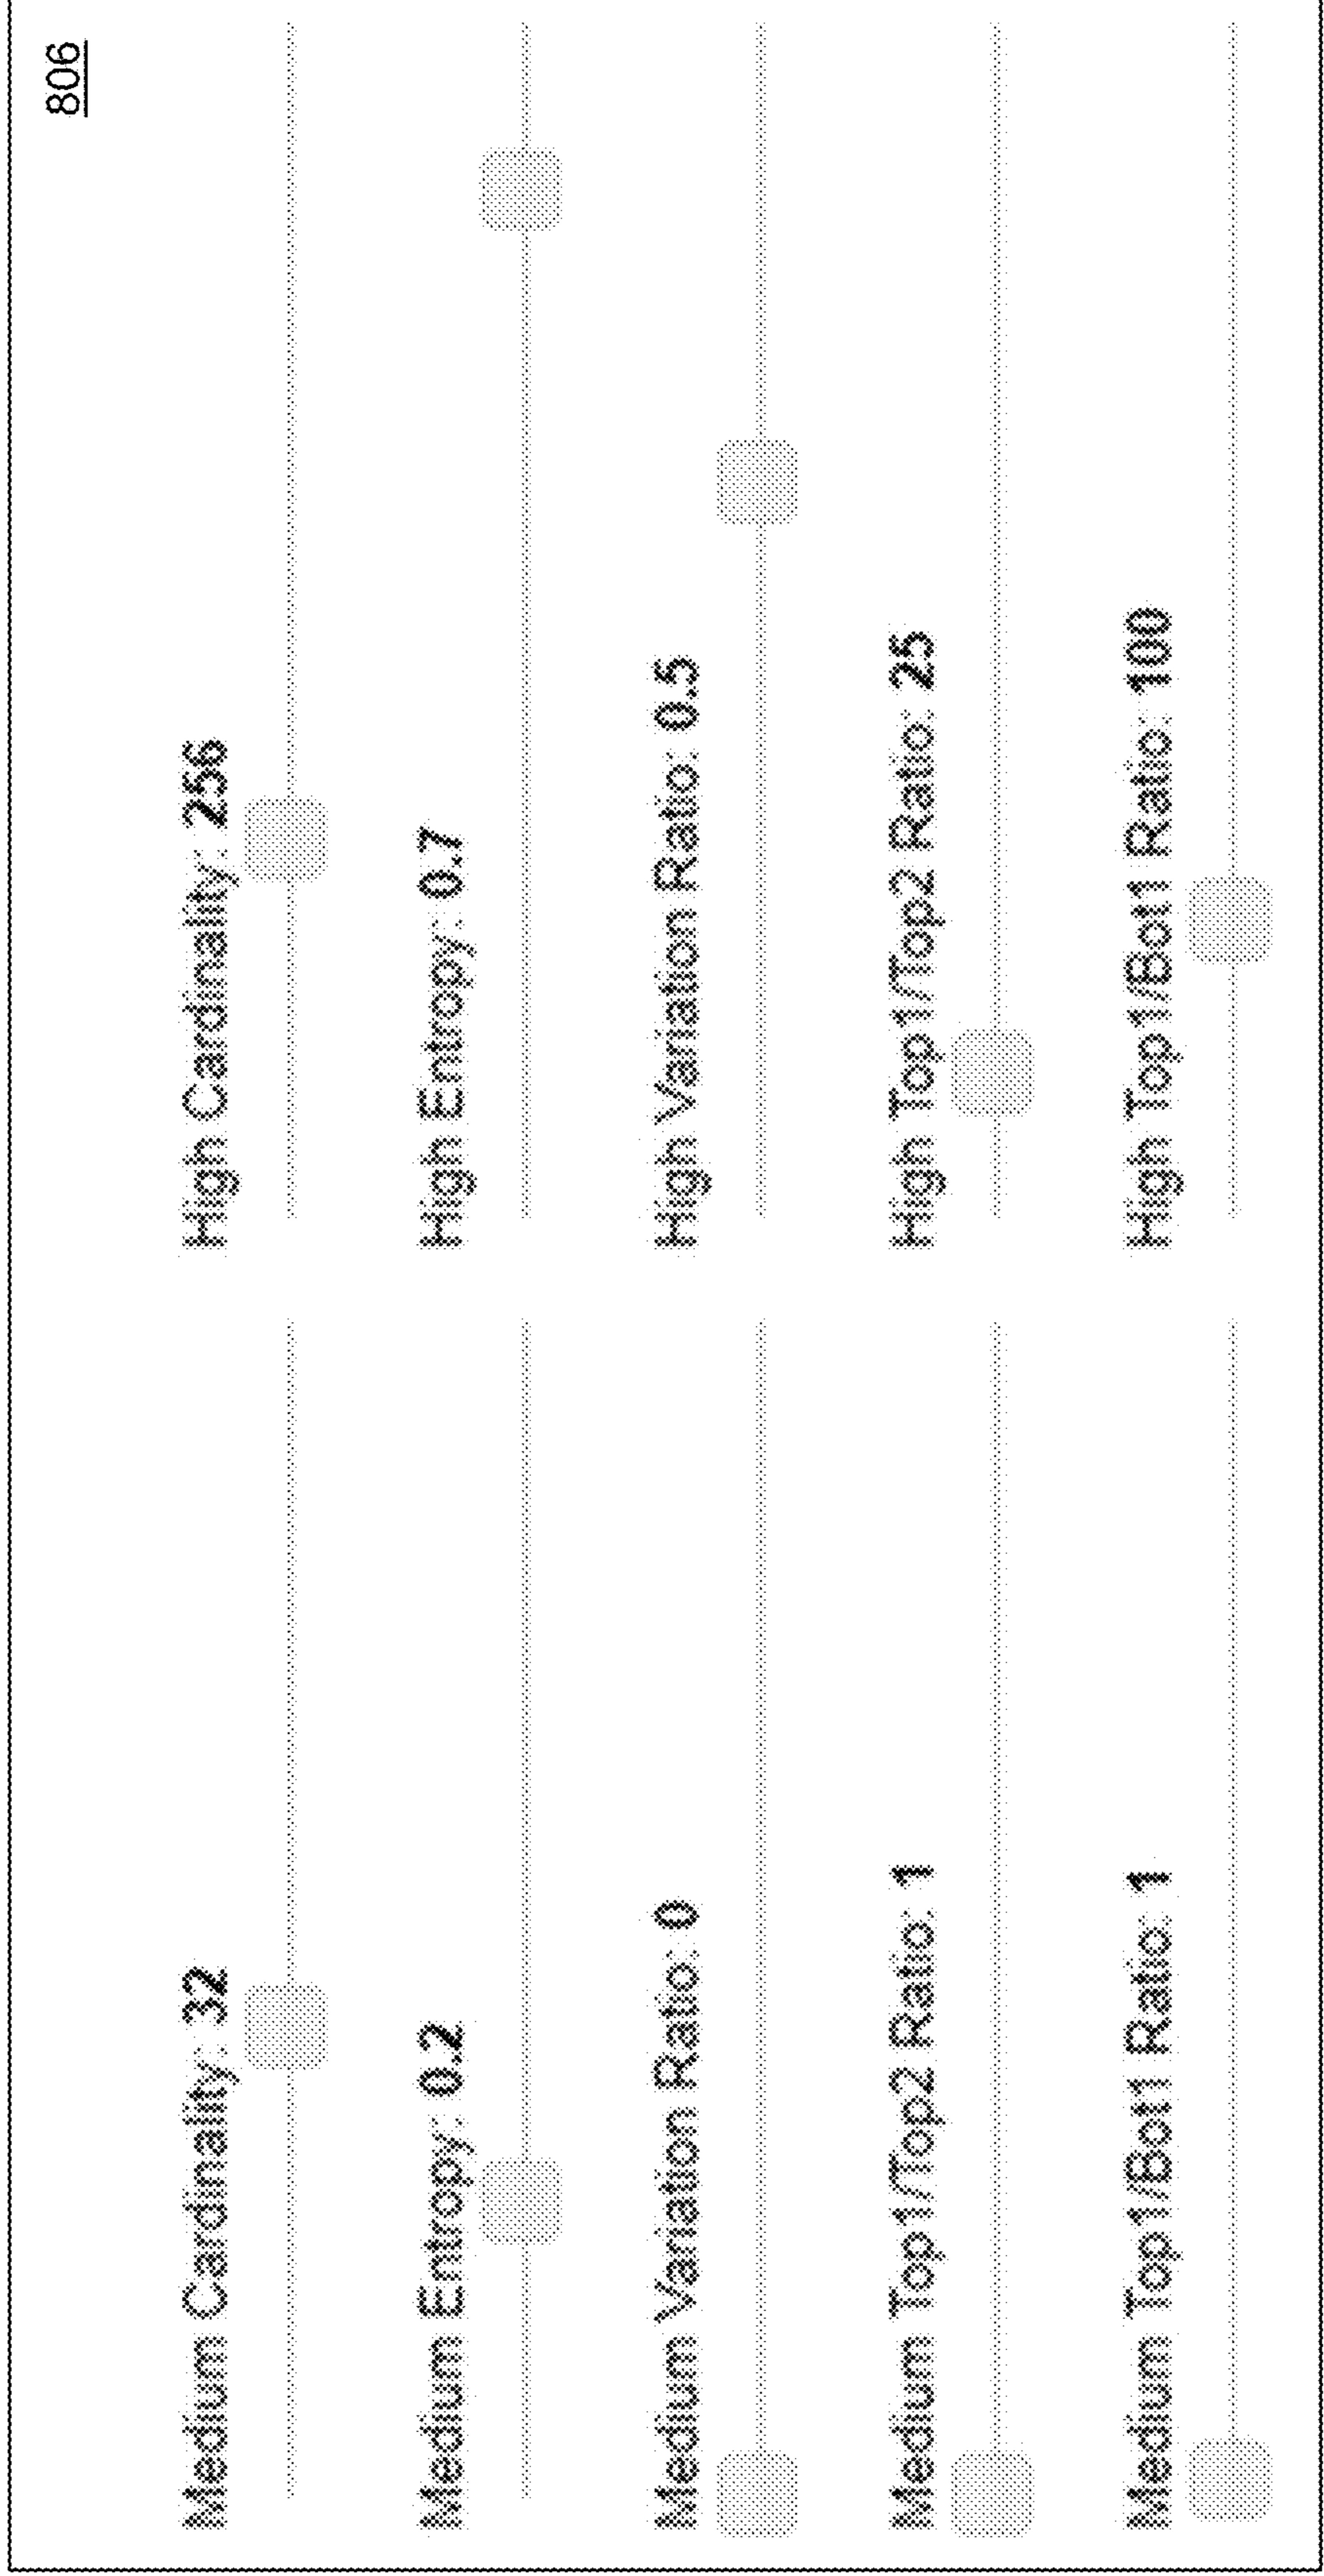 806
Medium Cardinality: 32
High Cardinality: 256
Medium Entropy: 0.2
High Entropy: 0.7
Medium Variation Ratio: 0
High Variation Ratio: 0.5
Medium Top1/Top2 Ratio: 1
High Top1/Top2 Ratio: 25
Medium Top1/Bot1 Ratio: 1
High Top1/Bot1 Ratio: 100